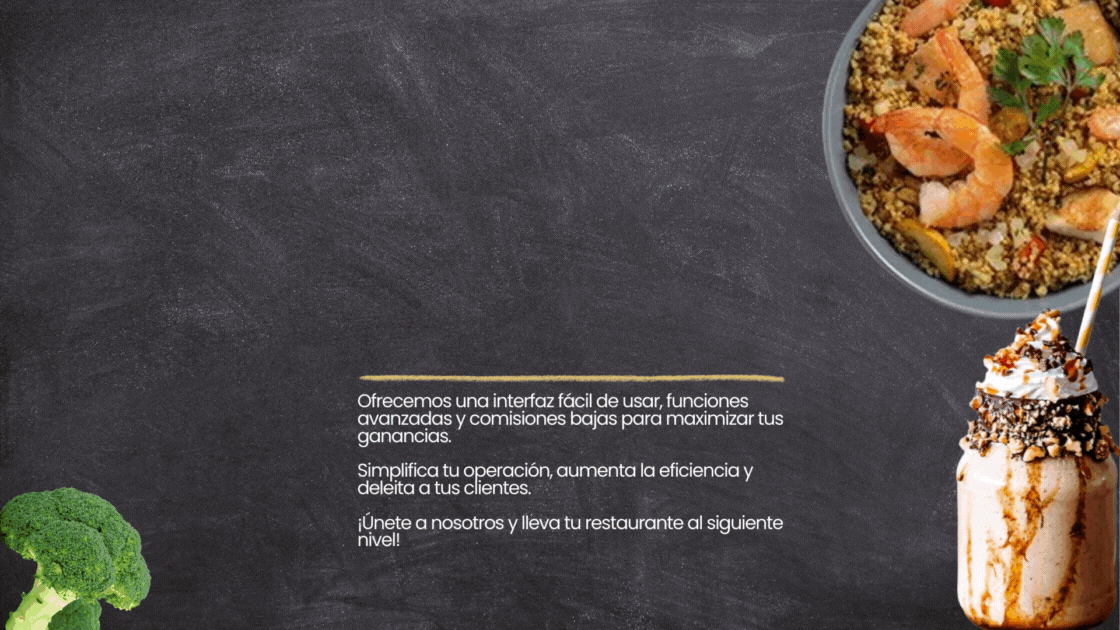 Ofrecemos una interfaz fácil de usar, funciones
avanzadas y comisiones bajas para maximizar tus
ganancias.
Simplifica tu operación, aumenta la eficiencia y
deleita a tus clientes.
¡Únete a nosotros y lleva tu restaurante al siguiente
nivel!